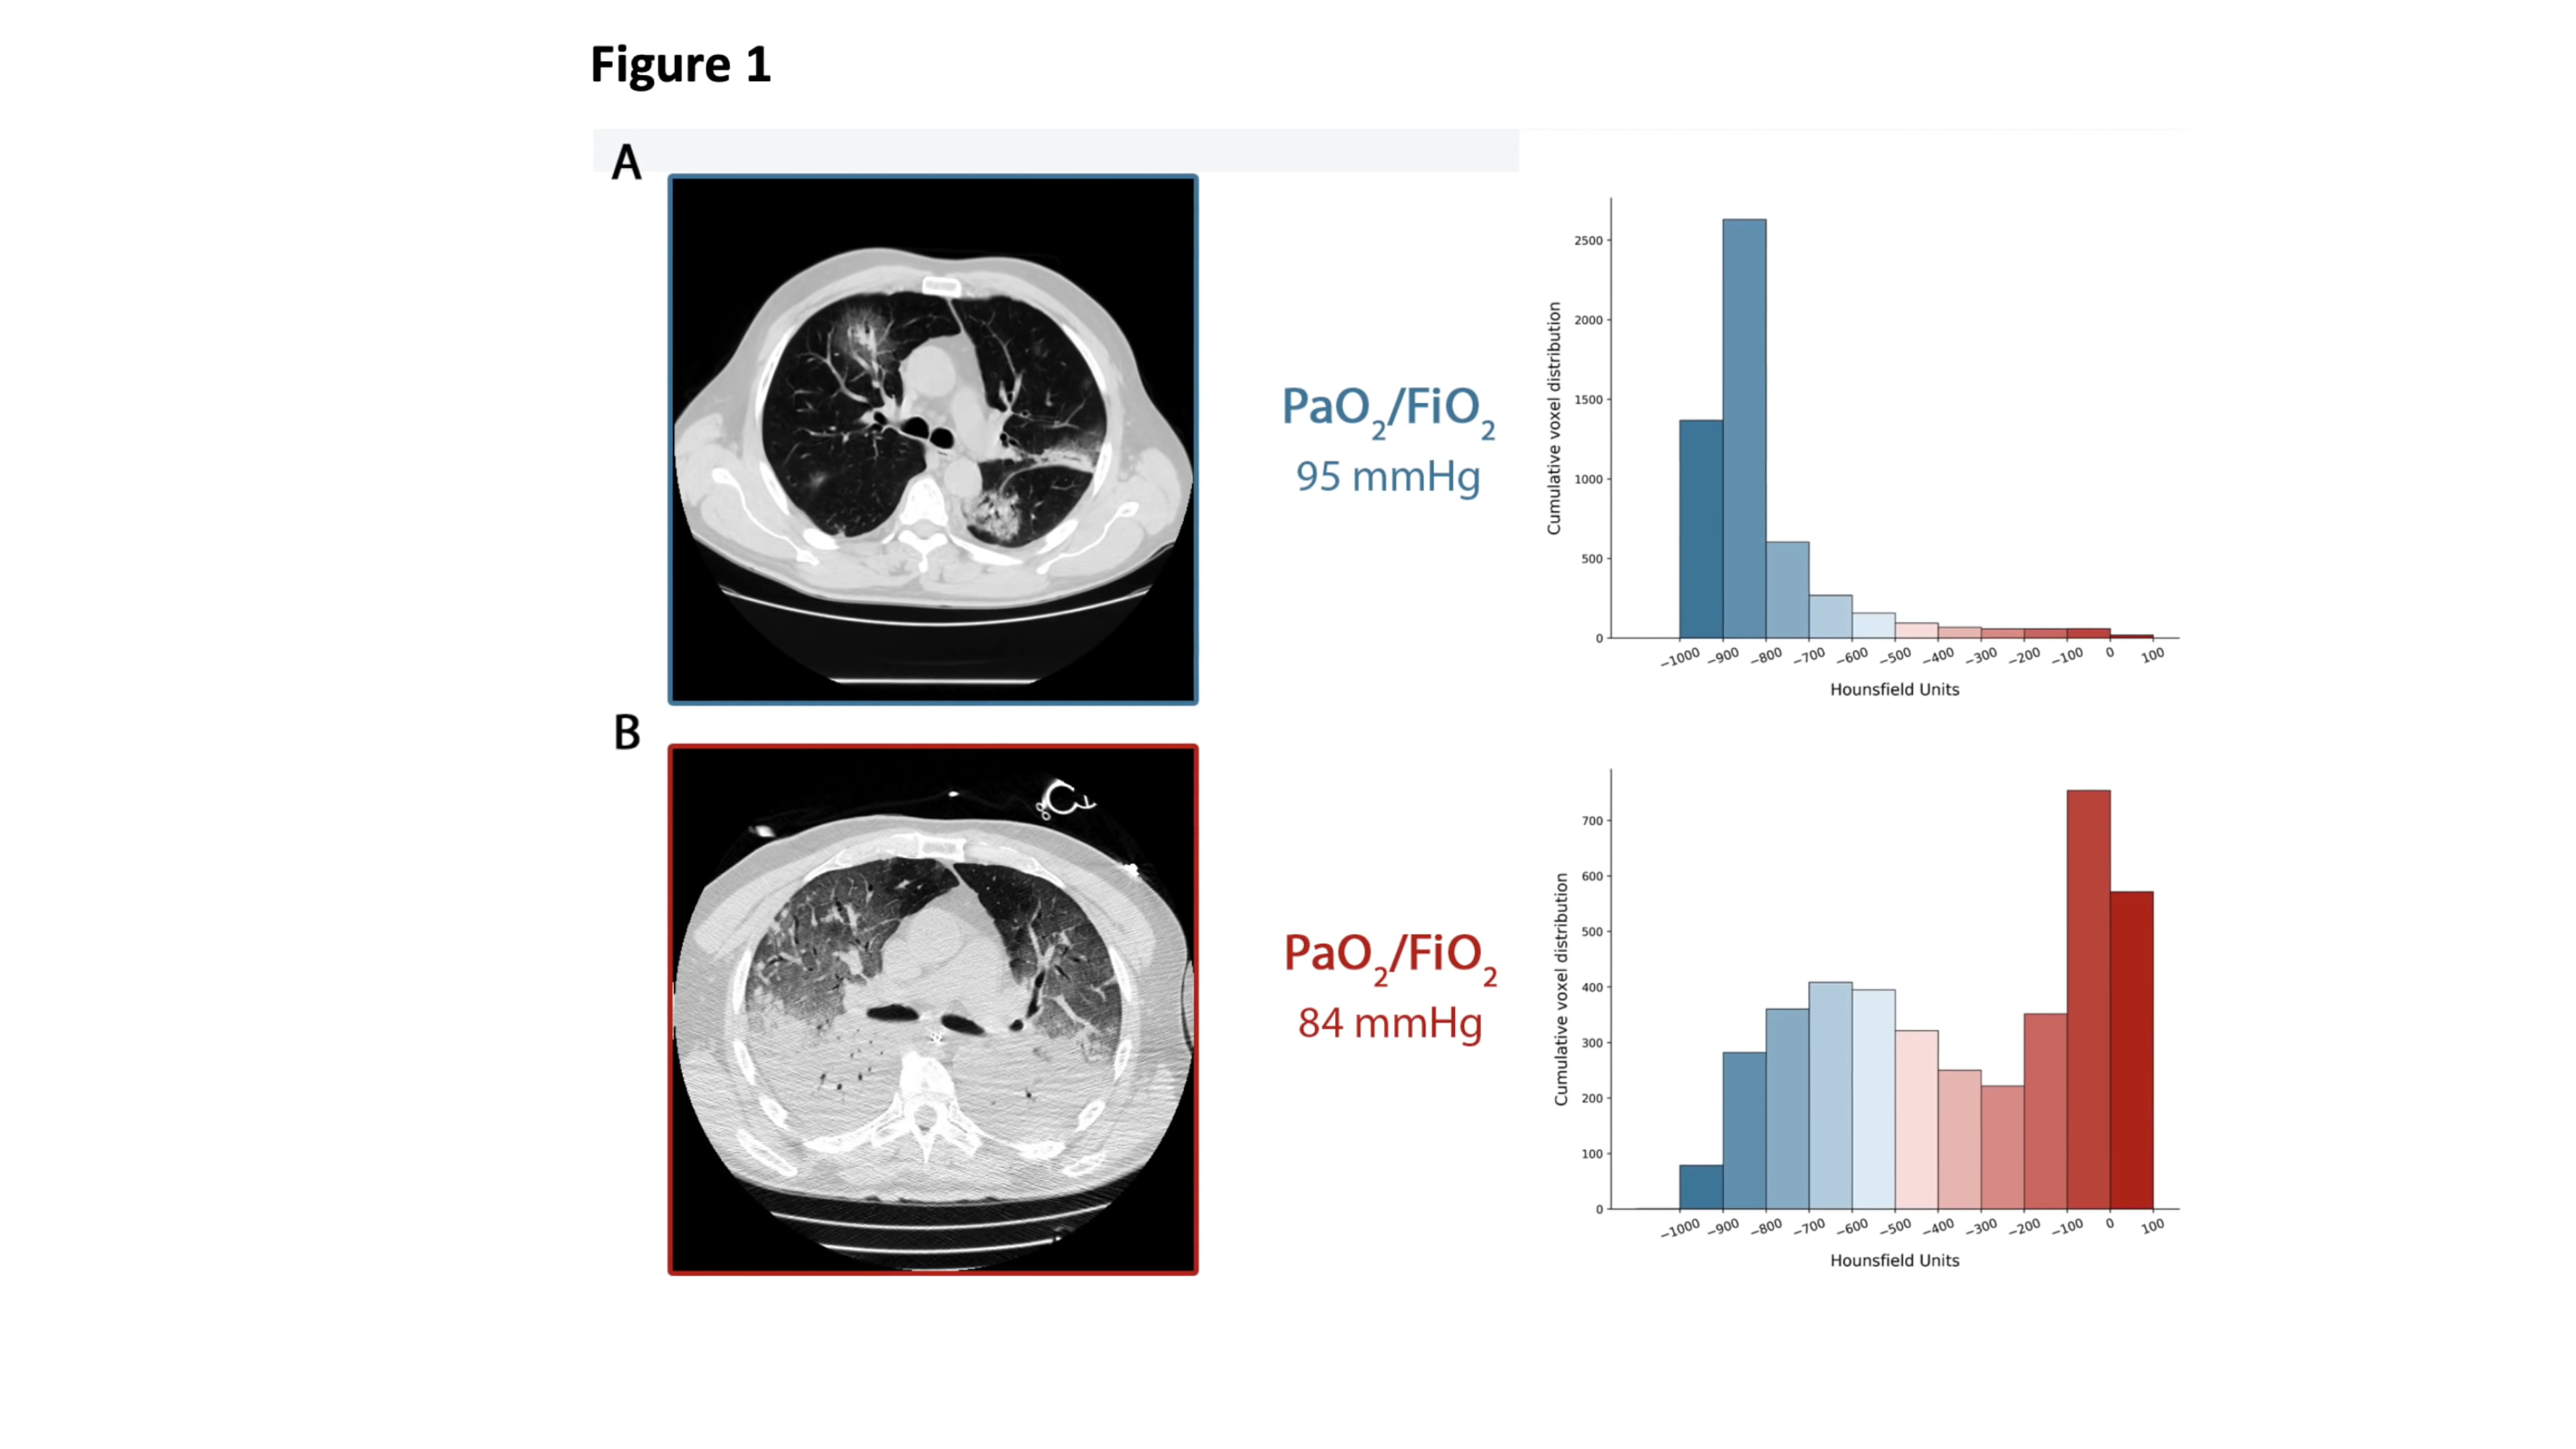 Figure 1
A
PaO2/FiO2
95 mmHg
Cumulative voxel distribution
2500
2000
1500
1000
500
0
−1000 −900 −800 −700 −600 −500 −400 −300 −200 −100 0 100
Hounsfield Units
B
PaO2/FiO2
84 mmHg
Cumulative voxel distribution
700
600
500
400
300
200
100
0
−1000 −900 −800 −700 −600 −500 −400 −300 −200 −100 0 100
Hounsfield Units